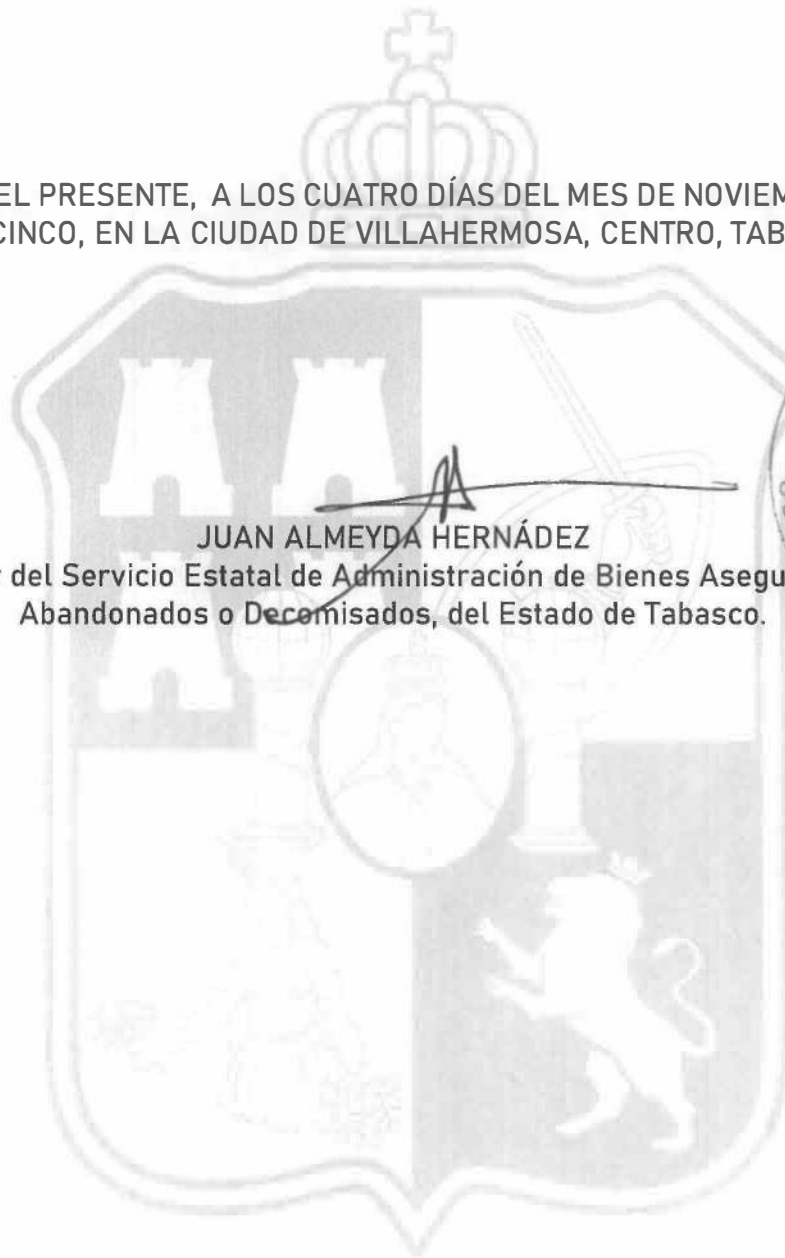 EL PRESENTE, A LOS CUATRO DÍAS DEL MES DE NOVIEM
CINCO, EN LA CIUDAD DE VILLAHERMOSA, CENTRO, TAB
JUAN ALMEYDA HERNÁDEZ
del Servicio Estatal de Administración de Bienes Asegu
Abandonados o Decomisados, del Estado de Tabasco.